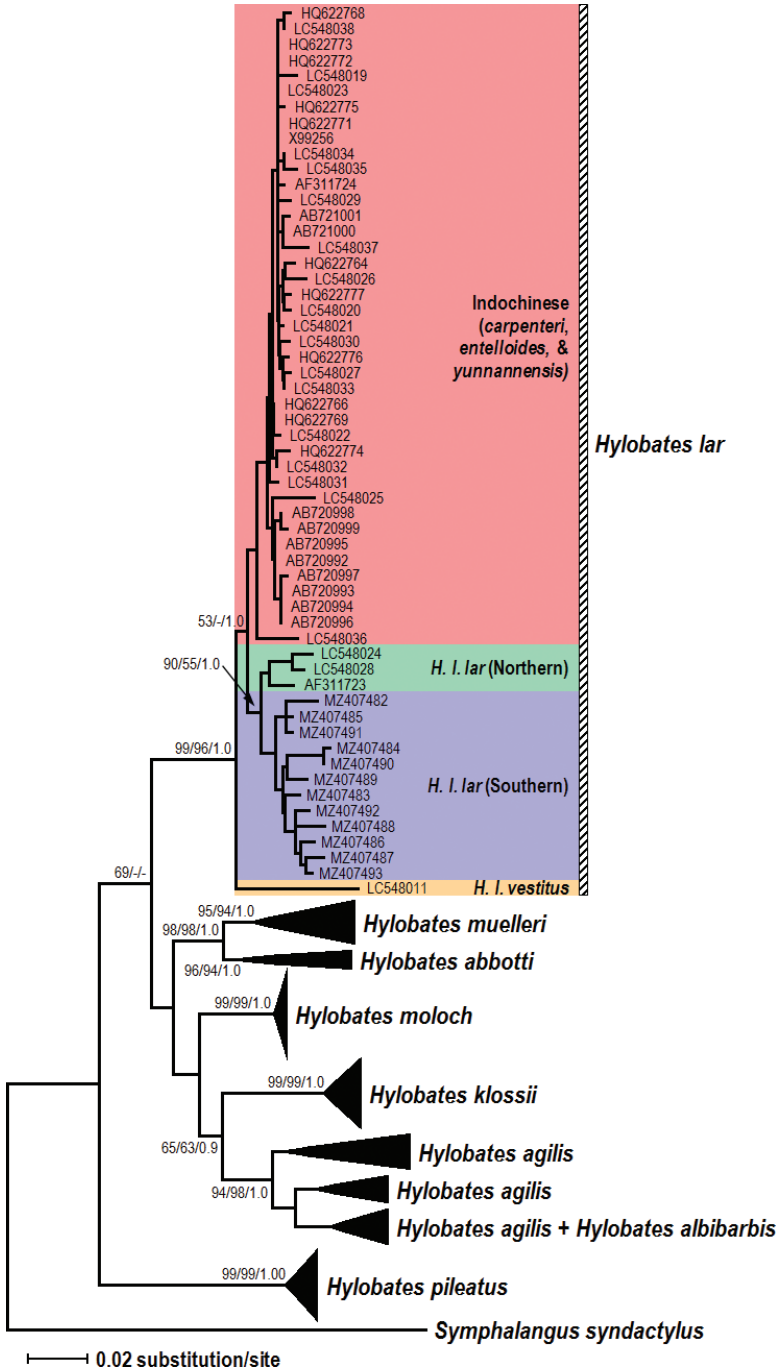 HQ622768
LC548038
HQ622773
HQ622772
LC548019
LC548023
HQ622775
HQ622771
X99256
LC548034
LC548035
AF311724
LC548029
AB721001
AB721000
LC548037
HQ622764
LC548026
HQ622777
LC548020
LC548021
LC548030
HQ622776
LC548027
LC548033
HQ622766
HQ622769
LC548022
HQ622774
LC548032
LC548031
LC548025
AB720998
AB720999
AB720995
AB720992
AB720997
AB720993
AB720994
AB720996
LC548036
Indochinese
(carpenteri,
entelloides, &
yunnannensis)
Hylobates lar
53/-/1.0
90/55/1.0
LC548024
LC548028
AF311723
H. l. lar (Northern)
MZ407482
MZ407485
MZ407491
MZ407484
MZ407490
MZ407489
MZ407483
MZ407492
MZ407488
MZ407486
MZ407487
MZ407493
H. l. lar (Southern)
99/96/1.0
LC548011
H. l. vestitus
69/-/-
95/94/1.0
Hylobates muelleri
98/98/1.0
96/94/1.0
Hylobates abbotti
99/99/1.0
Hylobates moloch
99/99/1.0
Hylobates klossii
65/63/0.9
Hylobates agilis
94/98/1.0
Hylobates agilis
Hylobates agilis + Hylobates albibarbis
99/99/1.00
Hylobates pileatus
Symphalangus syndactylus
0.02 substitution/site